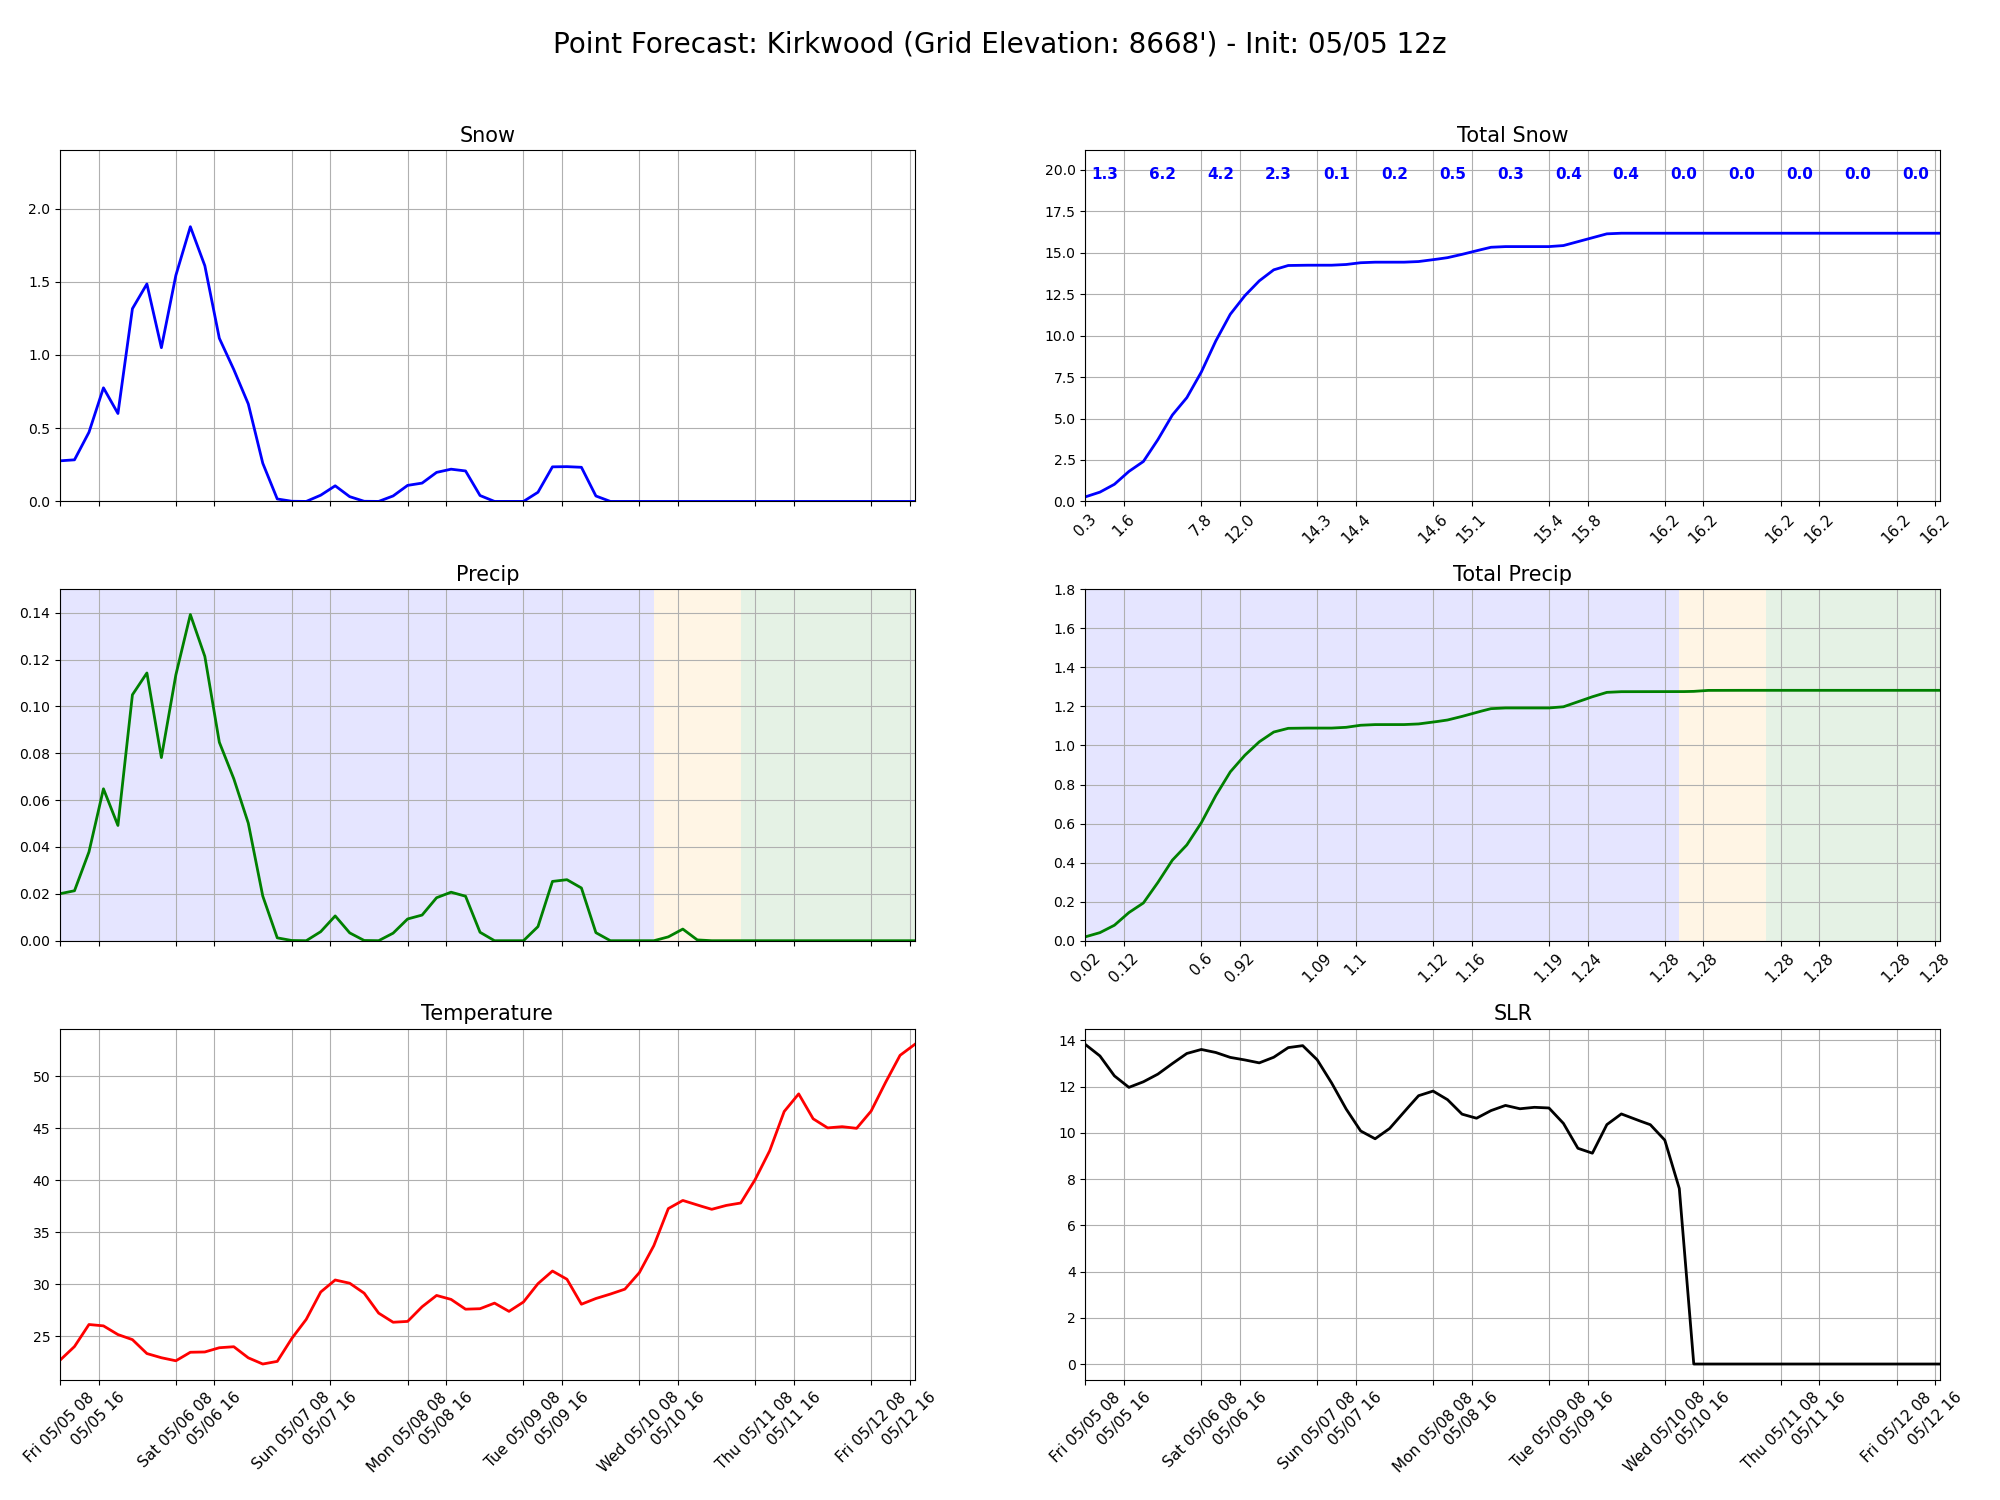 Point Forecast: Kirkwood (Grid Elevation: 8668') - Init: 05/05 12z
Snow
2.0
1.5
1.0
0.5
0.0
Total Snow
20.0
17.5
15.0
12.5
10.0
7.5
5.0
2.5
0.0
1.3 6.2 4.2 2.3 0.1 0.2 0.5 0.3 0.4 0.4 0.0 0.0 0.0 0.0 0.0
0.3 1.6 7.8 12.0 14.3 14.4 14.6 15.1 15.4 15.8 16.2 16.2 16.2 16.2 16.2 16.2
Precip
0.14
0.12
0.10
0.08
0.06
0.04
0.02
0.00
Total Precip
1.8
1.6
1.4
1.2
1.0
0.8
0.6
0.4
0.2
0.0
0.02 0.12 0.6 0.92 1.09 1.1 1.12 1.16 1.19 1.24 1.28 1.28 1.28 1.28 1.28 1.28
Temperature
50
45
40
35
30
25
Fri 05/05 08
05/05 16
Sat 05/06 08
05/06 16
Sun 05/07 08
05/07 16
Mon 05/08 08
05/08 16
Tue 05/09 08
05/09 16
Wed 05/10 08
05/10 16
Thu 05/11 08
05/11 16
Fri 05/12 08
05/12 16
SLR
14
12
10
8
6
4
2
0
Fri 05/05 08
05/05 16
Sat 05/06 08
05/06 16
Sun 05/07 08
05/07 16
Mon 05/08 08
05/08 16
Tue 05/09 08
05/09 16
Wed 05/10 08
05/10 16
Thu 05/11 08
05/11 16
Fri 05/12 08
05/12 16